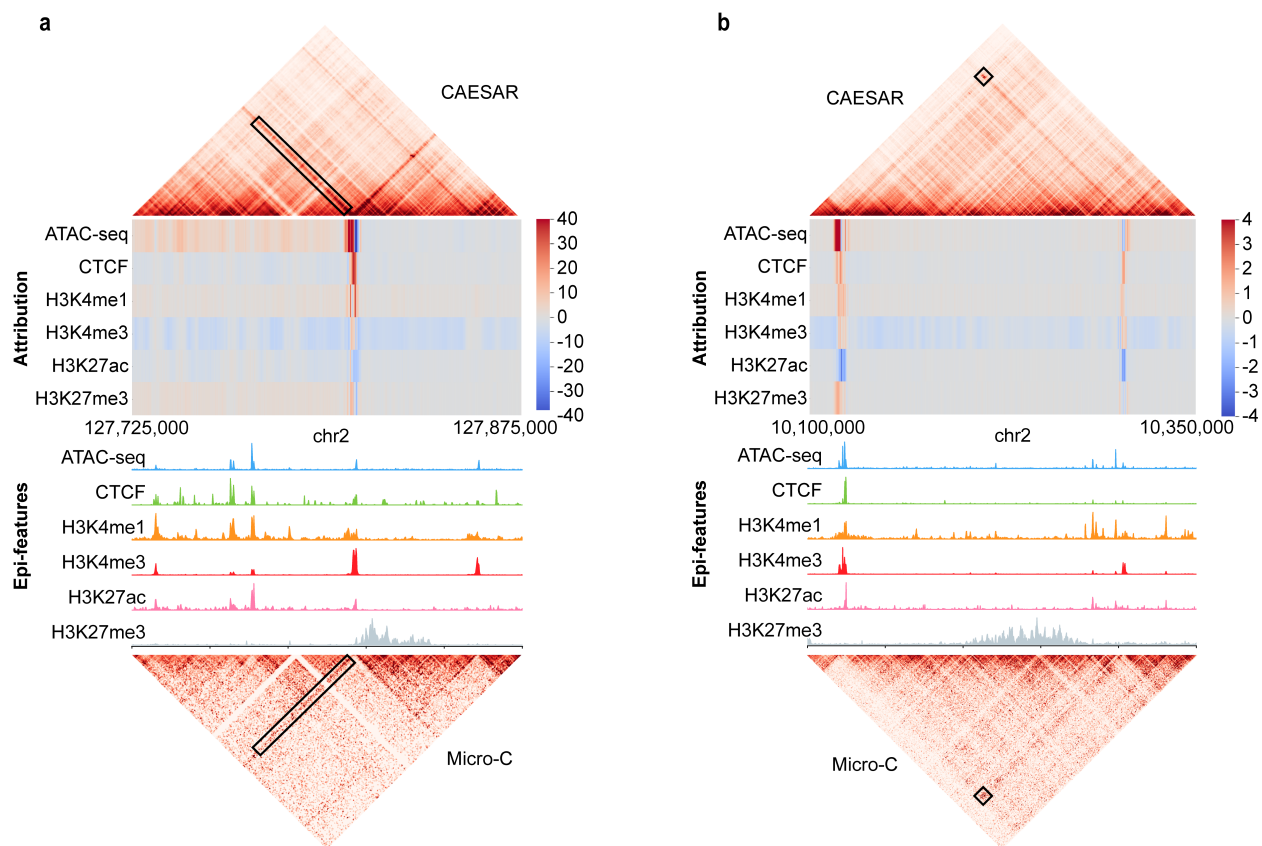 a
CAESAR
Attribution
ATAC-seq
CTCF
H3K4me1
H3K4me3
H3K27ac
H3K27me3
40
30
20
10
0
-10
-20
-30
-40
127,725,000
chr2
127,875,000
Epi-features
ATAC-seq
CTCF
H3K4me1
H3K4me3
H3K27ac
H3K27me3
Micro-C
b
CAESAR
Attribution
ATAC-seq
CTCF
H3K4me1
H3K4me3
H3K27ac
H3K27me3
4
3
2
1
0
-1
-2
-3
-4
10,100,000
chr2
10,350,000
Epi-features
ATAC-seq
CTCF
H3K4me1
H3K4me3
H3K27ac
H3K27me3
Micro-C